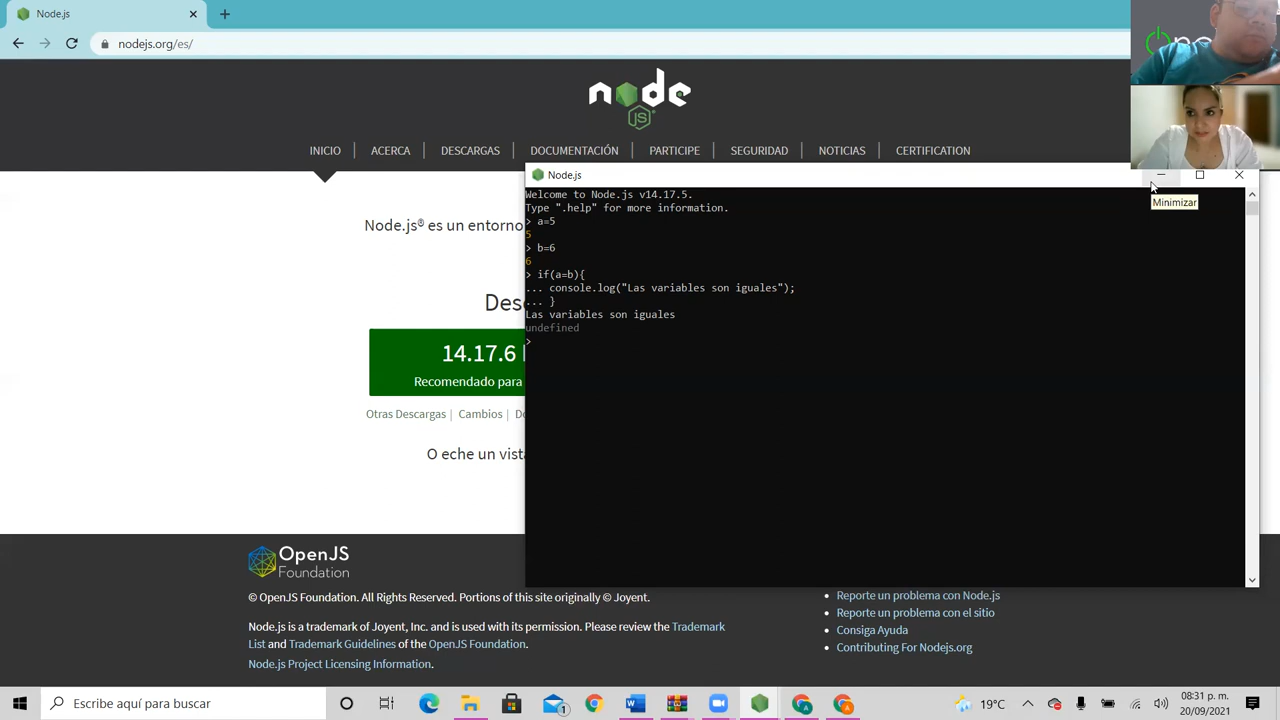 Node.js
nodejs.org/es/
node
JS
INICIO
ACERCA
DESCARGAS
DOCUMENTACIÓN
PARTICIPE
SEGURIDAD
NOTICIAS
CERTIFICATION
Node.js® es un entorno
14.17.6
Recomendado para
Otras Descargas
Cambios
O eche un vist
Node.js
Minimizar
Welcome to Node.js v14.17.5.
Type ".help" for more information.
> a=5
5
> b=6
6
> if(a=b){
... console.log("Las variables son iguales");
... }
Las variables son iguales
undefined
>
OpenJS
Foundation
© OpenJS Foundation. All Rights Reserved. Portions of this site originally © Joyent.
Node.js is a trademark of Joyent, Inc. and is used with its permission. Please review the Trademark
List and Trademark Guidelines of the OpenJS Foundation.
Node.js Project Licensing Information.
Reporte un problema con Node.js
Reporte un problema con el sitio
Consiga Ayuda
Contributing For Nodejs.org
Escribe aquí para buscar
1
19°C
08:31 p. m.
20/09/2021